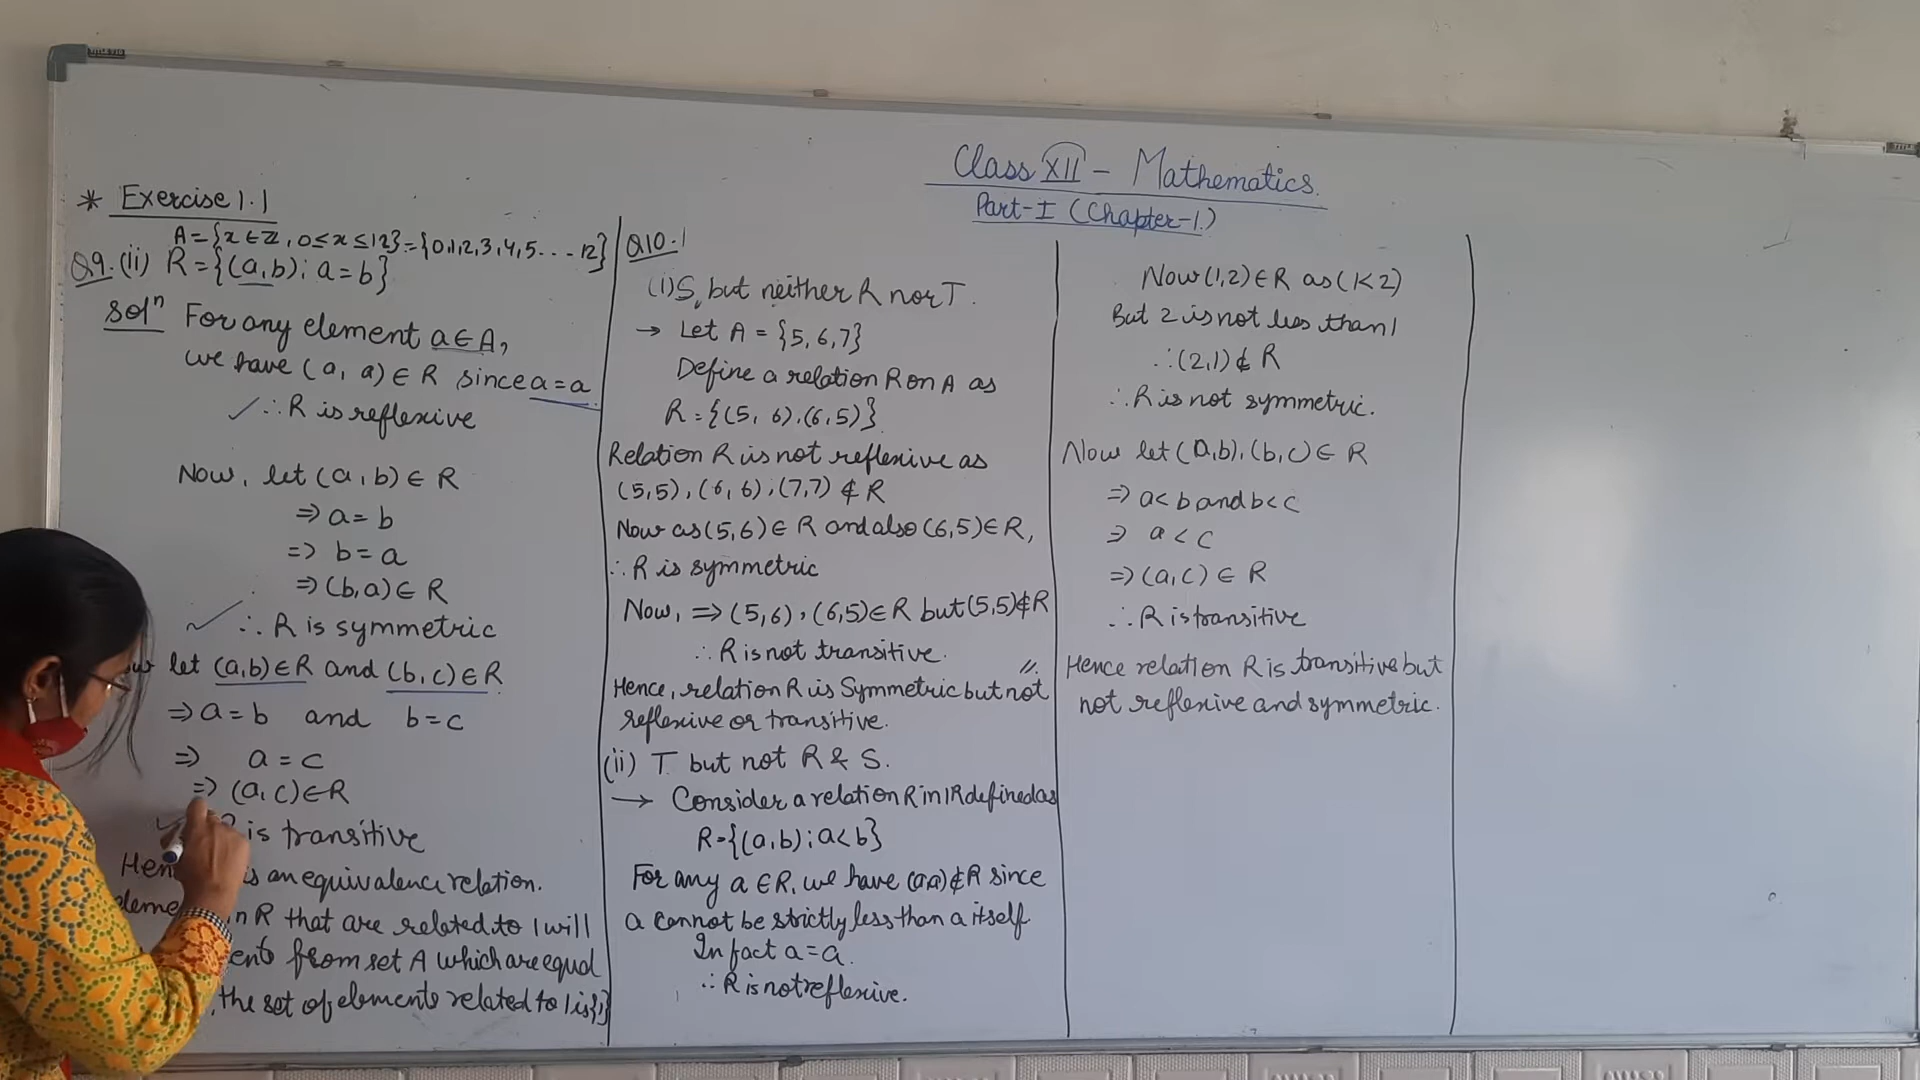 Class XII - Mathematics.
Part-I (Chapter-1.)
* Exercise 1.1
A={x∈Z, 0≤x≤12}={0,1,2,3,4,5...12}
Q9.(ii) R={(a,b); a=b}
Solⁿ For any element a∈A,
we have (a, a)∈R since a=a.
∴R is reflexive
Now, let (a,b)∈R
⇒a=b
⇒ b=a
⇒(b,a)∈R
∴ R is symmetric
let (a,b)∈R and (b,c)∈R
⇒a=b and b=c
⇒ a=c
⇒ (a,c)∈R
is transitive
Hen is an equivalence relation.
eleme in R that are related to 1 will
ents from set A which are equal
, the set of elements related to 1 is{1}
Q10.
(i)S, but neither R nor T.
→ Let A = {5,6,7}
Define a relation R on A as
R={(5, 6),(6,5)}
Relation R is not reflexive as
(5,5),(6,6),(7,7)∉R
Now as (5,6)∈R and also (6,5)∈R,
∴R is symmetric
Now, ⇒(5,6),(6,5)∈R but (5,5)∉R
∴R is not transitive.
Hence, relation R is Symmetric but not
reflexive or transitive.
(ii) T but not R & S.
→ Consider a relation R in IR defined as
R={(a,b); a<b}
For any a∈R, we have (a,a)∉R since
a cannot be strictly less than a itself
In fact a=a.
∴R is not reflexive.
Now (1,2)∈R as (1<2)
But 2 is not less than 1
∴(2,1)∉R
∴R is not symmetric.
Now let (a,b),(b,c)∈R
⇒a<b and b<c
⇒ a<c
⇒(a,c)∈R
∴R is transitive
Hence relation R is transitive but
not reflexive and symmetric.